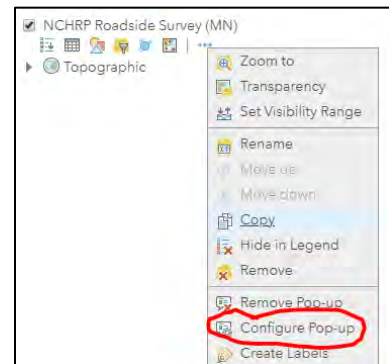 NCHRP Roadside Survey (MN)
Topographic
Zoom to
Transparency
Set Visibility Range
Rename
Move up
Move down
Copy
Hide in Legend
Remove
Remove Pop-up
Configure Pop-up
Create Labels